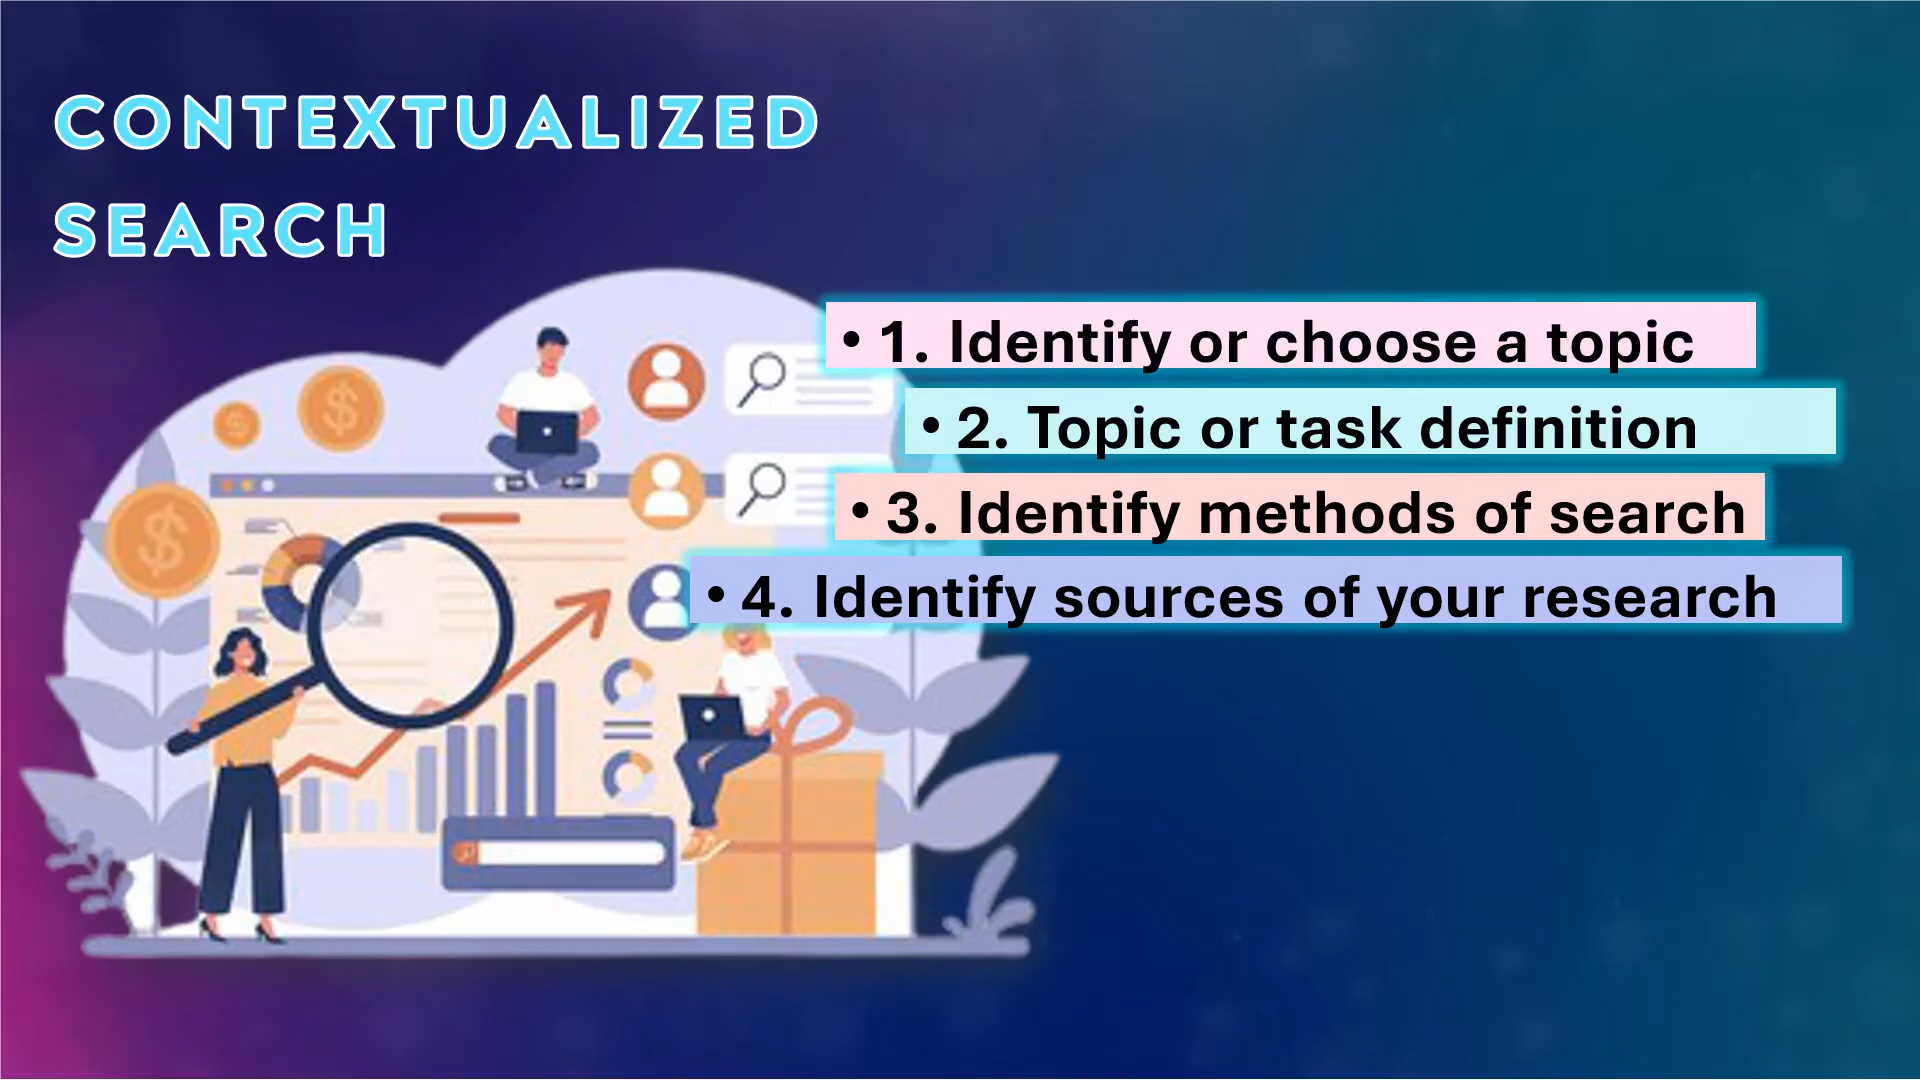 CONTEXTUALIZED
SEARCH
• 1. Identify or choose a topic
• 2. Topic or task definition
• 3. Identify methods of search
• 4. Identify sources of your research
$
$
$